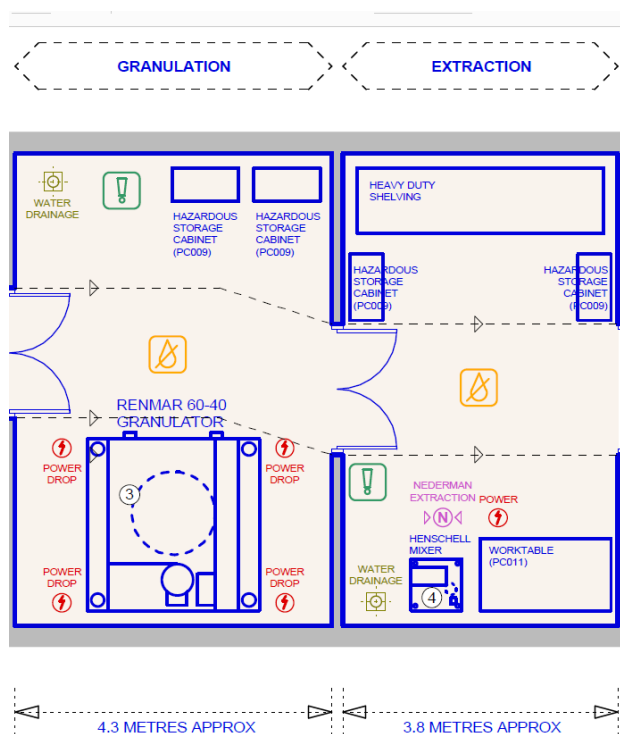 GRANULATION
EXTRACTION
WATER
DRAINAGE
HAZARDOUS
STORAGE
CABINET
(PC009)
HAZARDOUS
STORAGE
CABINET
(PC009)
HEAVY DUTY
SHELVING
HAZARDOUS
STORAGE
CABINET
(PC009)
HAZARDOUS
STORAGE
CABINET
(PC009)
RENMAR 60-40
GRANULATOR
POWER
DROP
3
POWER
DROP
POWER
DROP
POWER
DROP
NEDERMAN
EXTRACTION
N
POWER
HENSCHELL
MIXER
4
WATER
DRAINAGE
WORKTABLE
(PC011)
4.3 METRES APPROX
3.8 METRES APPROX